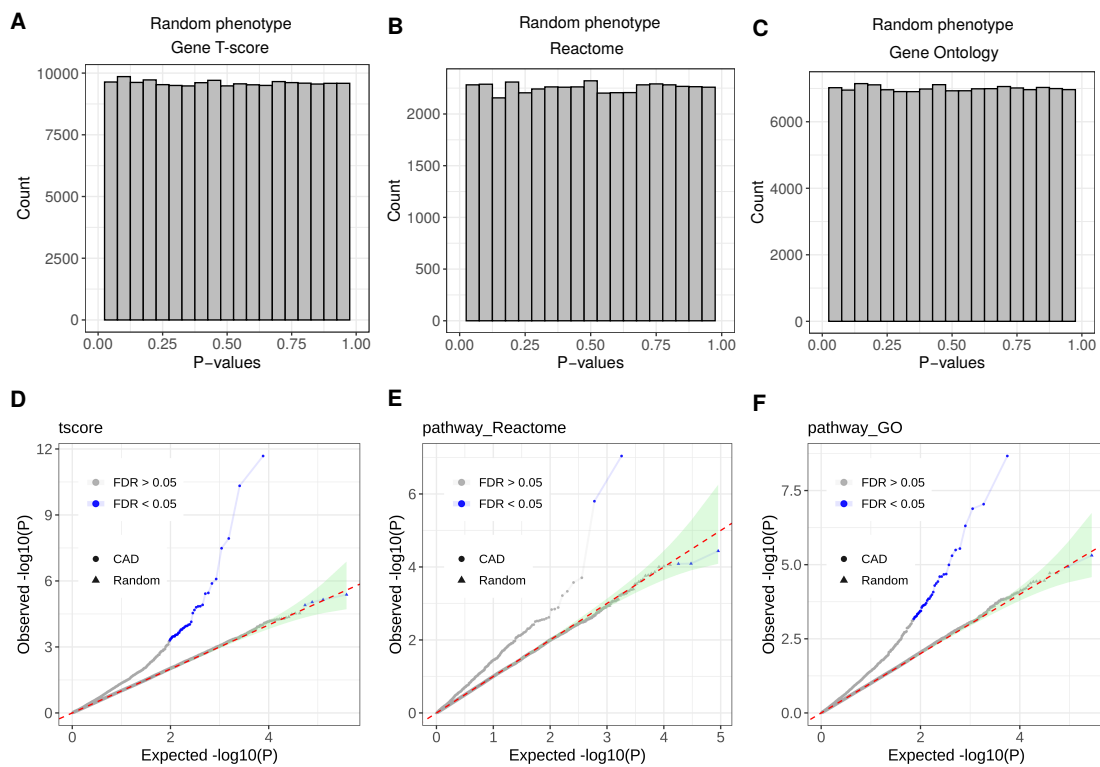 A
Random phenotype
Gene T-score
Count
10000
7500
5000
2500
0
0.00
0.25
0.50
0.75
1.00
P−values
B
Random phenotype
Reactome
Count
2000
1500
1000
500
0
0.00
0.25
0.50
0.75
1.00
P−values
C
Random phenotype
Gene Ontology
Count
6000
4000
2000
0
0.00
0.25
0.50
0.75
1.00
P−values
D
tscore
Observed -log10(P)
12
9
6
3
0
FDR > 0.05
FDR < 0.05
CAD
Random
0
2
4
Expected -log10(P)
E
pathway_Reactome
Observed -log10(P)
6
4
2
0
FDR > 0.05
FDR < 0.05
CAD
Random
0
1
2
3
4
5
Expected -log10(P)
F
pathway_GO
Observed -log10(P)
7.5
5.0
2.5
0.0
FDR > 0.05
FDR < 0.05
CAD
Random
0
2
4
Expected -log10(P)